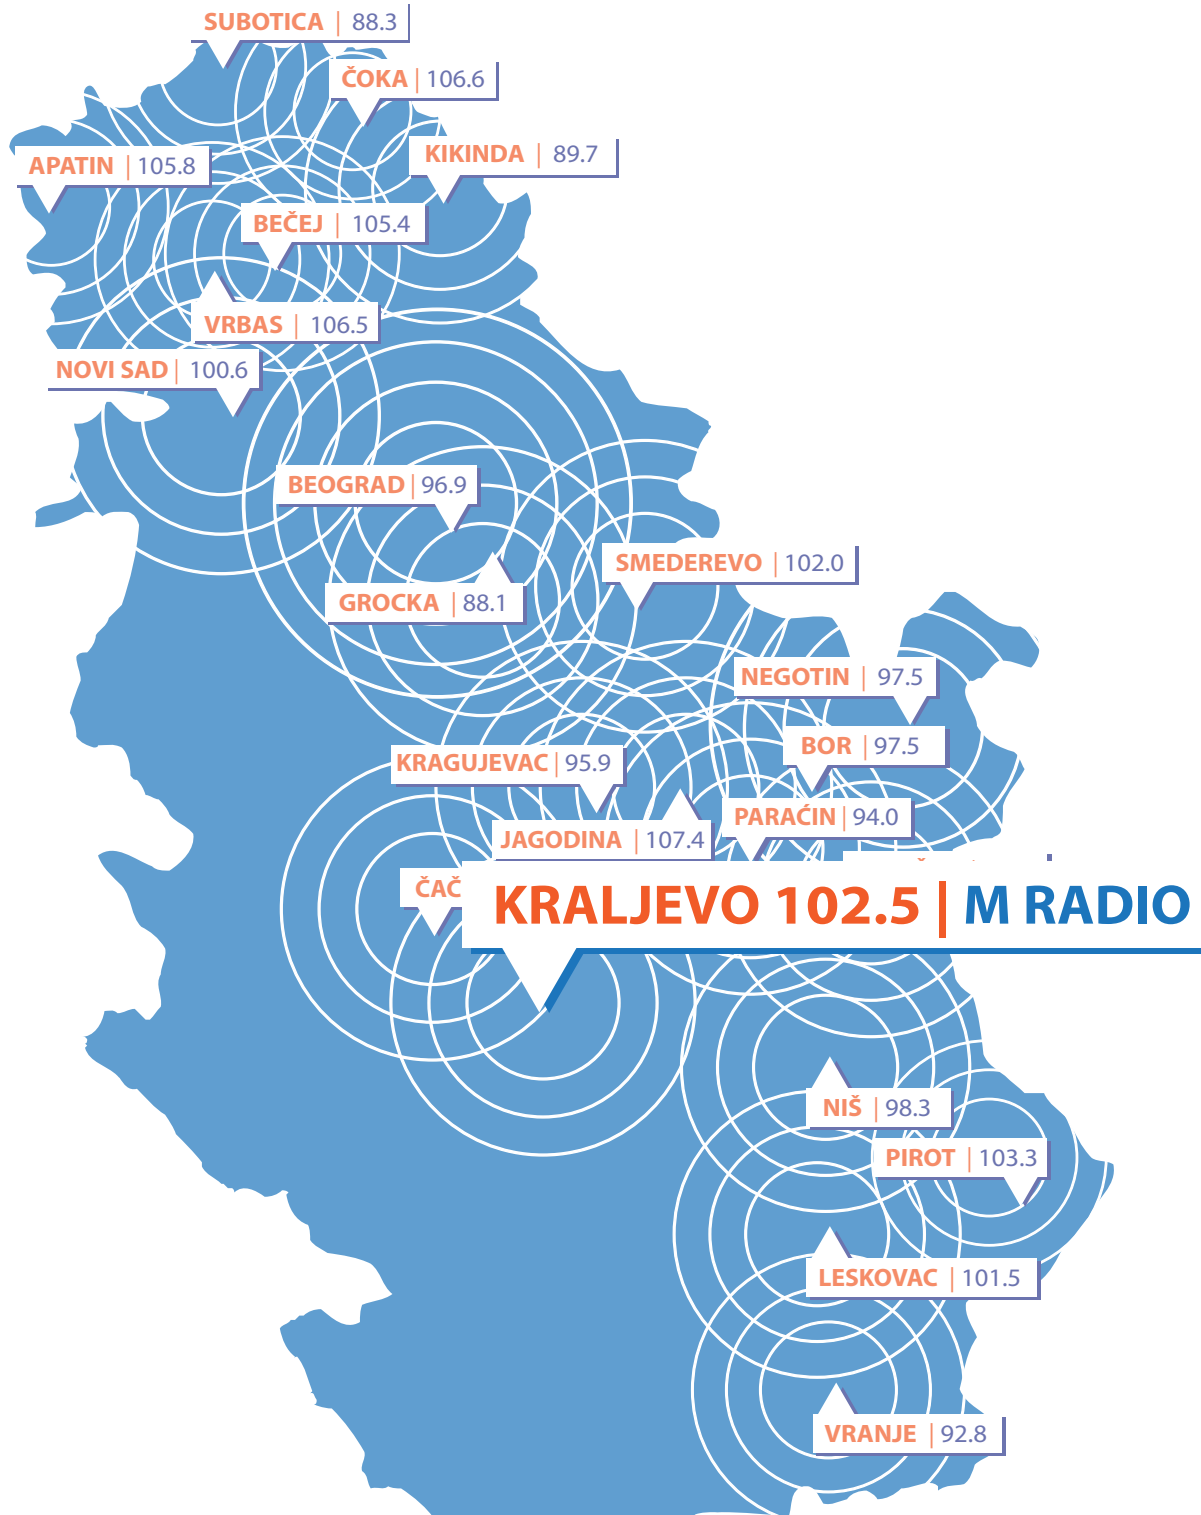 SUBOTICA | 88.3
ČOKA | 106.6
KIKINDA | 89.7
APATIN | 105.8
BEČEJ | 105.4
VRBAS | 106.5
NOVI SAD | 100.6
BEOGRAD | 96.9
SMEDEREVO | 102.0
GROCKA | 88.1
NEGOTIN | 97.5
BOR | 97.5
KRAGUJEVAC | 95.9
PARAĆIN | 94.0
JAGODINA | 107.4
ČAČ
KRALJEVO 102.5 | M RADIO
NIŠ | 98.3
PIROT | 103.3
LESKOVAC | 101.5
VRANJE | 92.8